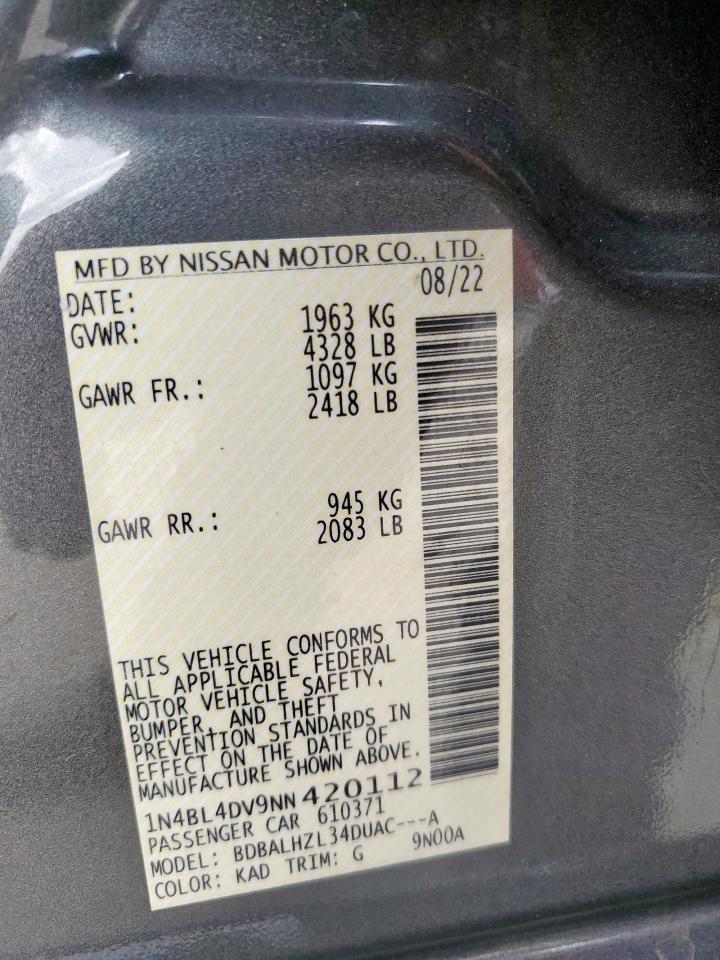 MFD BY NISSAN MOTOR CO., LTD.
DATE: 08/22
GVWR: 1963 KG
4328 LB
GAWR FR.: 1097 KG
2418 LB
GAWR RR.: 945 KG
2083 LB
THIS VEHICLE CONFORMS TO
ALL APPLICABLE FEDERAL
MOTOR VEHICLE SAFETY,
BUMPER, AND THEFT
PREVENTION STANDARDS IN
EFFECT ON THE DATE OF
MANUFACTURE SHOWN ABOVE.
1N4BL4DV9NN420112
PASSENGER CAR 610371
MODEL: BDBALHZL34DUAC---A
COLOR: KAD TRIM: G 9N00A